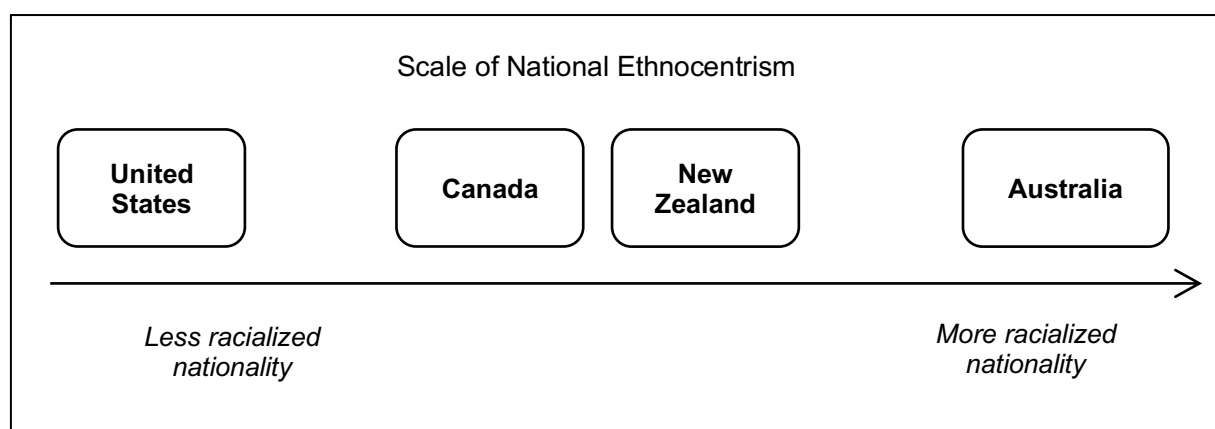 Scale of National Ethnocentrism
United
States
Canada
New
Zealand
Australia
Less racialized
nationality
More racialized
nationality